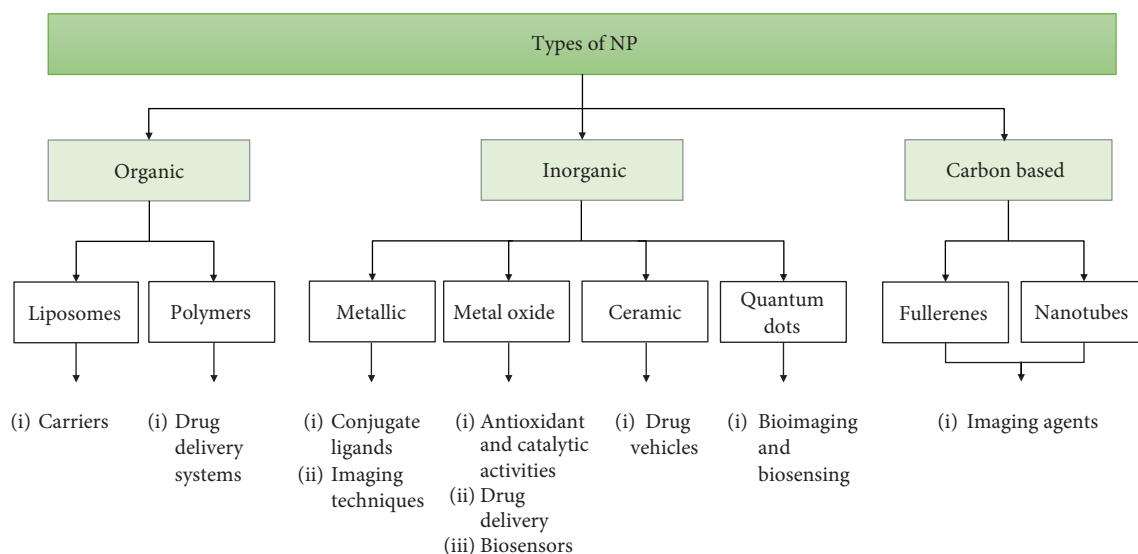 Types of NP
Organic
Inorganic
Carbon based
Liposomes
Polymers
Metallic
Metal oxide
Ceramic
Quantum
dots
Fullerenes
Nanotubes
(i) Carriers
(i) Drug
delivery
systems
(i) Conjugate
ligands
(ii) Imaging
techniques
(i) Antioxidant
and catalytic
activities
(ii) Drug
delivery
(iii) Biosensors
(i) Drug
vehicles
(i) Bioimaging
and
biosensing
(i) Imaging agents